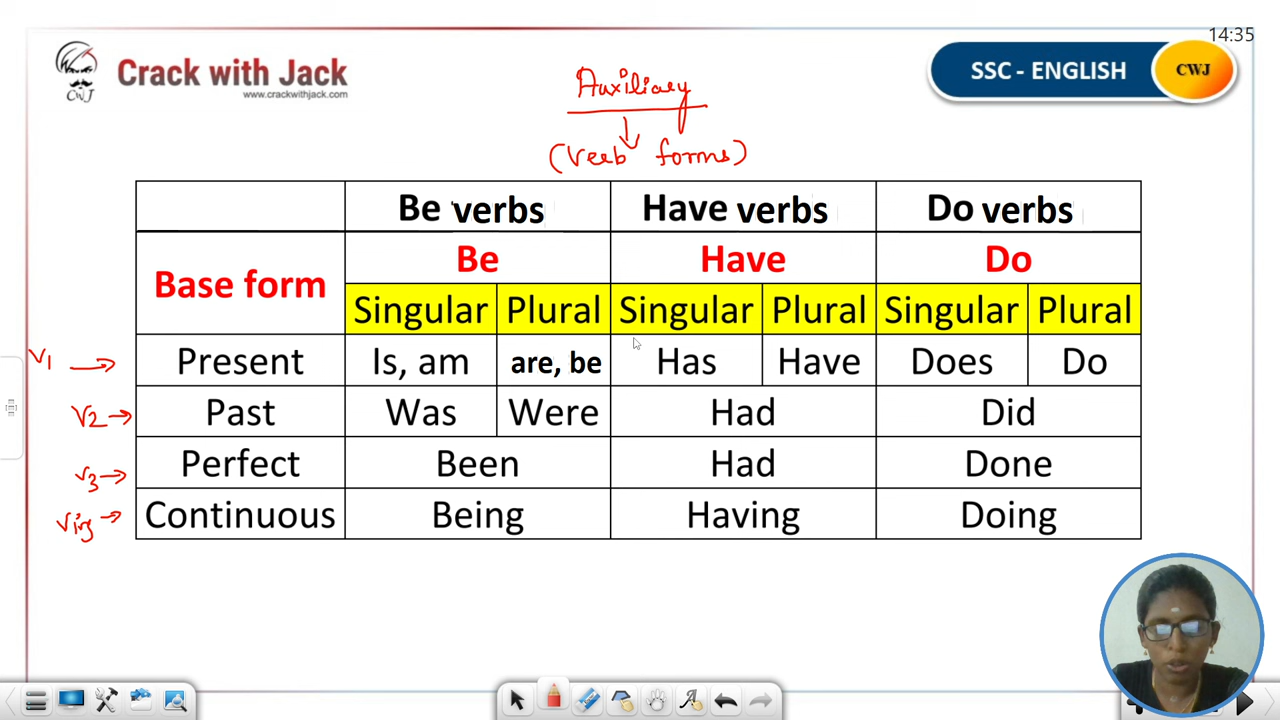 14:35
Crack with Jack
www.crackwithjack.com
CWJ
SSC - ENGLISH
CWJ
Auxiliary
(Verb forms)
Be verbs Have verbs Do verbs
Base form Be Have Do
Singular Plural Singular Plural Singular Plural
V1 → Present Is, am are, be Has Have Does Do
V2 → Past Was Were Had Did
V3 → Perfect Been Had Done
Ving → Continuous Being Having Doing